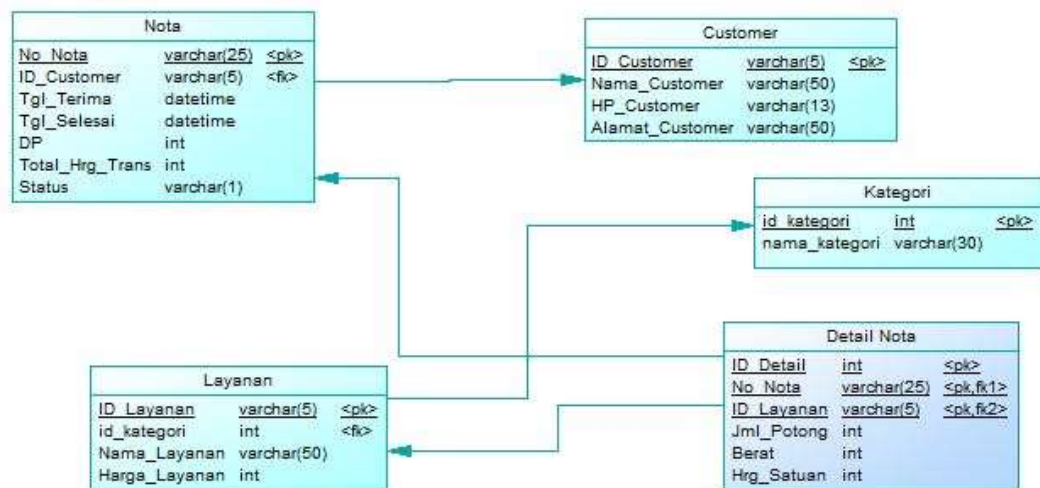 Nota
No_Nota varchar(25) <pk>
ID_Customer varchar(5) <fk>
Tgl_Terima datetime
Tgl_Selesai datetime
DP int
Total_Hrg_Trans int
Status varchar(1)
Customer
ID_Customer varchar(5) <pk>
Nama_Customer varchar(50)
HP_Customer varchar(13)
Alamat_Customer varchar(50)
Kategori
id_kategori int <pk>
nama_kategori varchar(30)
Layanan
ID_Layanan varchar(5) <pk>
id_kategori int <fk>
Nama_Layanan varchar(50)
Harga_Layanan int
Detail Nota
ID_Detail int <pk>
No_Nota varchar(25) <pk,fk1>
ID_Layanan varchar(5) <pk,fk2>
Jml_Potong int
Berat int
Hrg_Satuan int